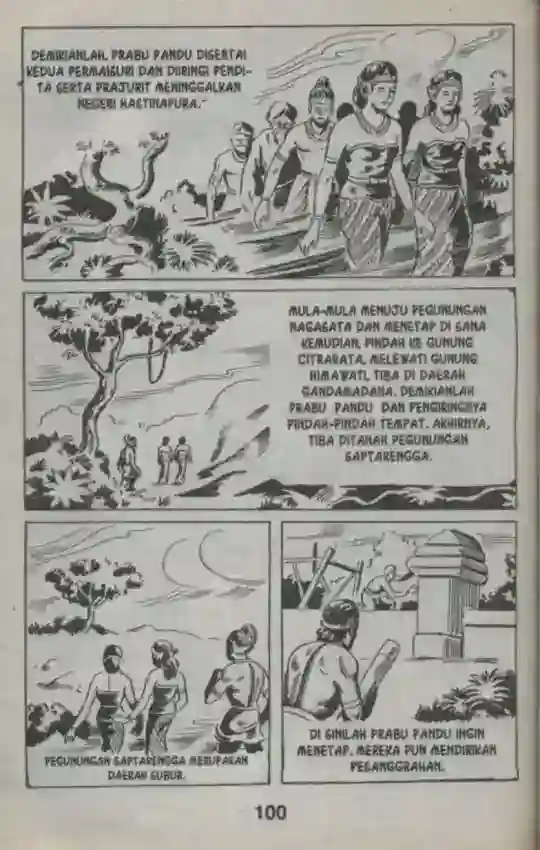 DEMIKIANLAH, PRABU PANDU DISERTAI
KEDUA PERMAISURI DAN DIIRINGI PENDI-
TA SERTA PRAJURIT MENINGGALKAN
NEGERI HASTINAPURA."
MULA-MULA MENUJU PEGUNUNGAN
NAGASATA DAN MENETAP DI SANA
KEMUDIAN, PINDAH KE GUNUNG
CITRARATA, MELEWATI GUNUNG
HIMAWATI, TIBA DI DAERAH
GANDAMADANA. DEMIKIANLAH
PRABU PANDU DAN PENGIRINGNYA
PINDAH-PINDAH TEMPAT. AKHIRNYA,
TIBA DITANAH PEGUNUNGAN
SAPTARENGGA.
PEGUNUNGAN SAPTARENGGA MERUPAKAN
DAERAH SUBUR.
DI SINILAH PRABU PANDU INGIN
MENETAP. MEREKA PUN MENDIRIKAN
PESANGGRAHAN.
100